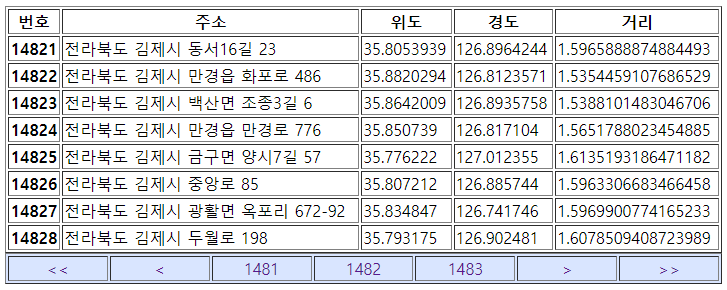 번호 주소 위도 경도 거리
14821 전라북도 김제시 동서16길 23 35.8053939 126.8964244 1.5965888874884493
14822 전라북도 김제시 만경읍 화포로 486 35.8820294 126.8123571 1.5354459107686529
14823 전라북도 김제시 백산면 조종3길 6 35.8642009 126.8935758 1.5388101483046706
14824 전라북도 김제시 만경읍 만경로 776 35.850739 126.817104 1.5651788023454885
14825 전라북도 김제시 금구면 양시7길 57 35.776222 127.012355 1.6135193186471182
14826 전라북도 김제시 중앙로 85 35.807212 126.885744 1.5963306683466458
14827 전라북도 김제시 광활면 옥포리 672-92 35.834847 126.741746 1.5969900774165233
14828 전라북도 김제시 두월로 198 35.793175 126.902481 1.6078509408723989
<< < 1481 1482 1483 > >>